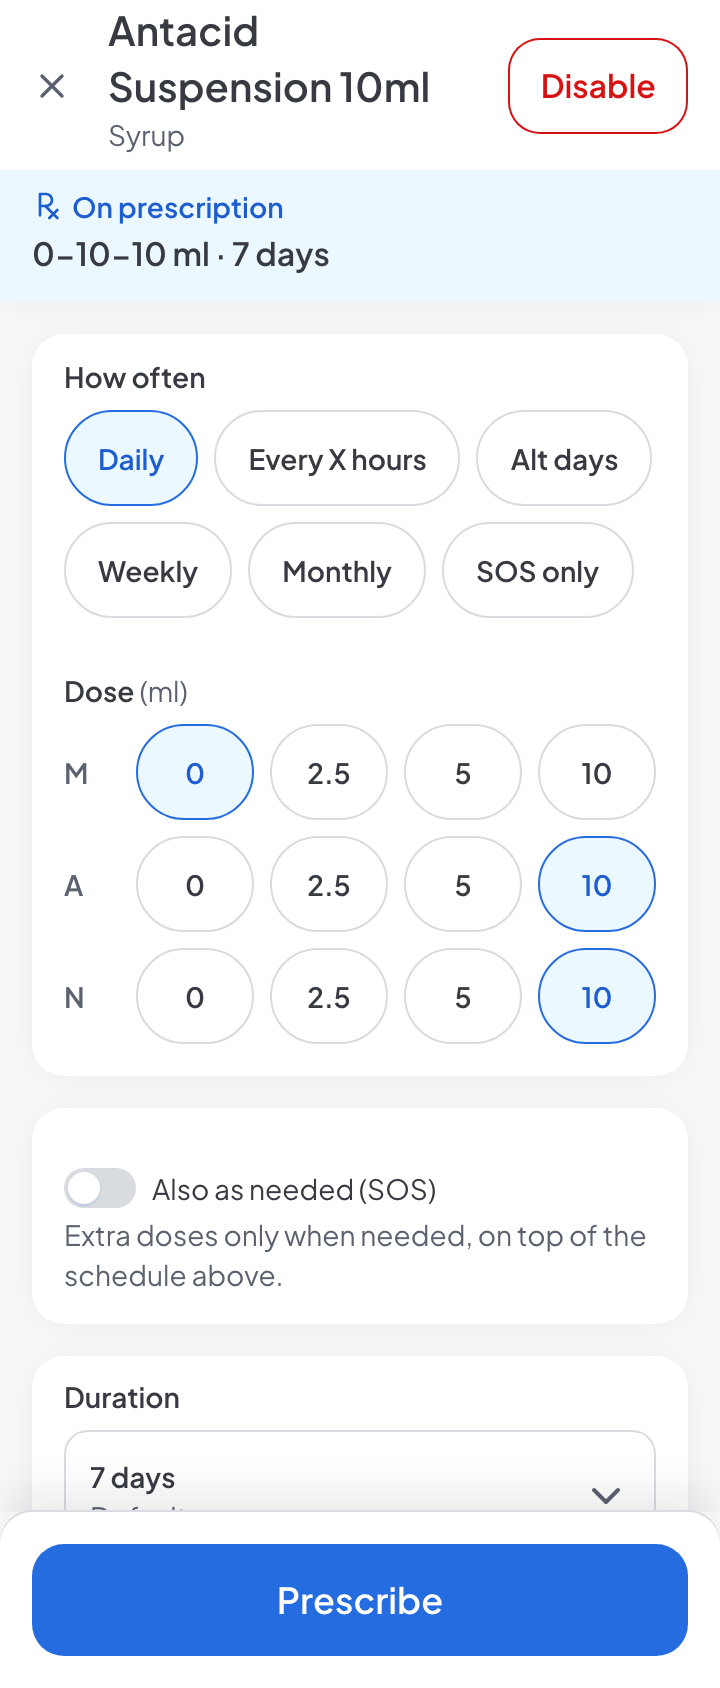 Antacid
Suspension 10ml
Syrup
Disable
On prescription
0–10–10 ml · 7 days
How often
Daily
Every X hours
Alt days
Weekly
Monthly
SOS only
Dose (ml)
M 0 2.5 5 10
A 0 2.5 5 10
N 0 2.5 5 10
Also as needed (SOS)
Extra doses only when needed, on top of the
schedule above.
Duration
7 days
Prescribe